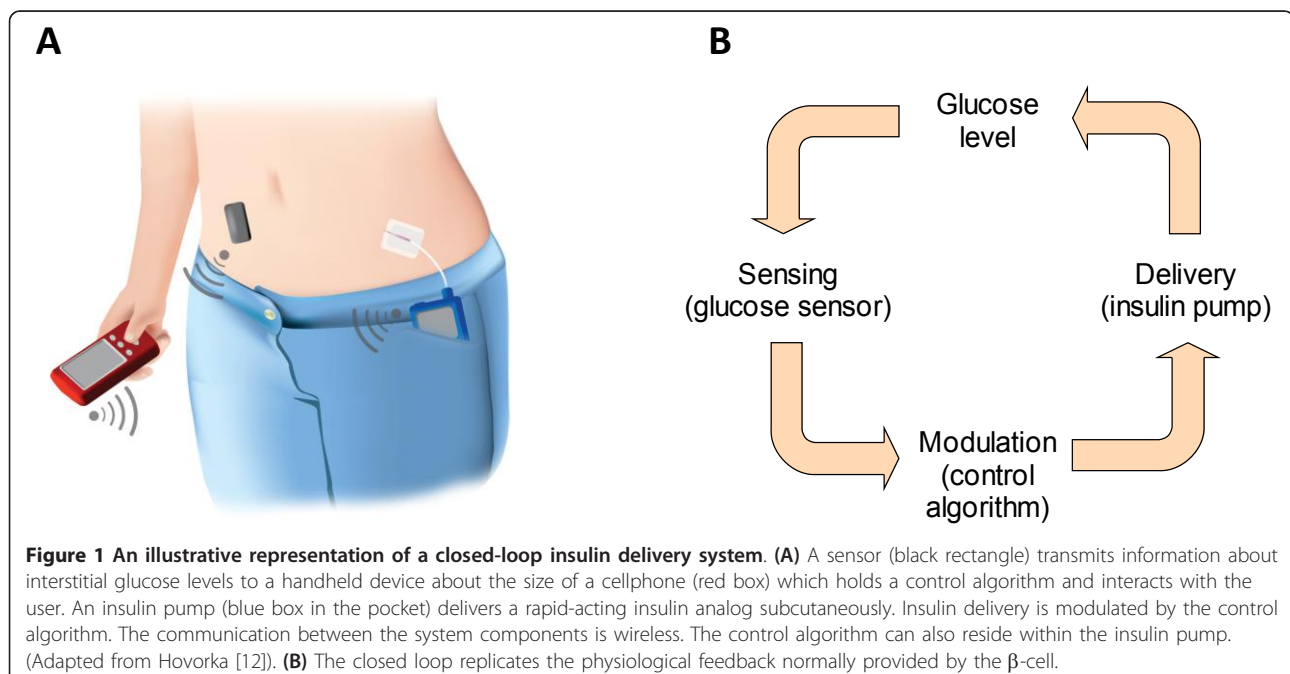 A
B
Glucose
level
Sensing
(glucose sensor)
Delivery
(insulin pump)
Modulation
(control
algorithm)
Figure 1 An illustrative representation of a closed-loop insulin delivery system. (A) A sensor (black rectangle) transmits information about
interstitial glucose levels to a handheld device about the size of a cellphone (red box) which holds a control algorithm and interacts with the
user. An insulin pump (blue box in the pocket) delivers a rapid-acting insulin analog subcutaneously. Insulin delivery is modulated by the control
algorithm. The communication between the system components is wireless. The control algorithm can also reside within the insulin pump.
(Adapted from Hovorka [12]). (B) The closed loop replicates the physiological feedback normally provided by the β-cell.